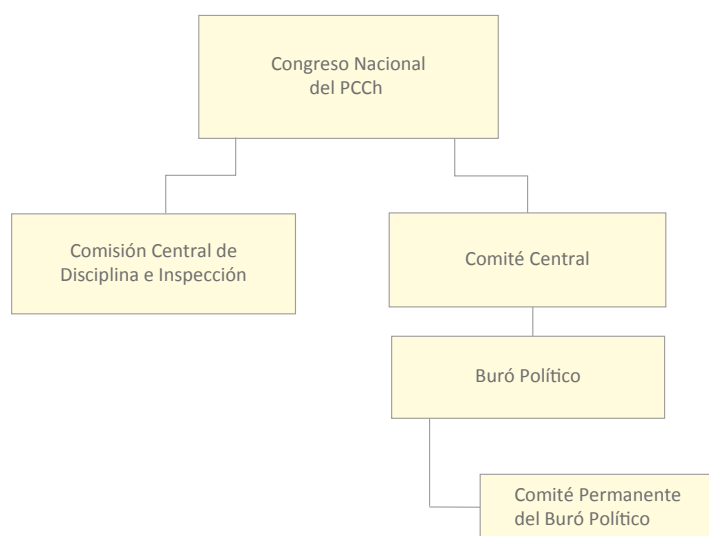 Congreso Nacional
del PCCh
Comisión Central de
Disciplina e Inspección
Comité Central
Buró Político
Comité Permanente
del Buró Político